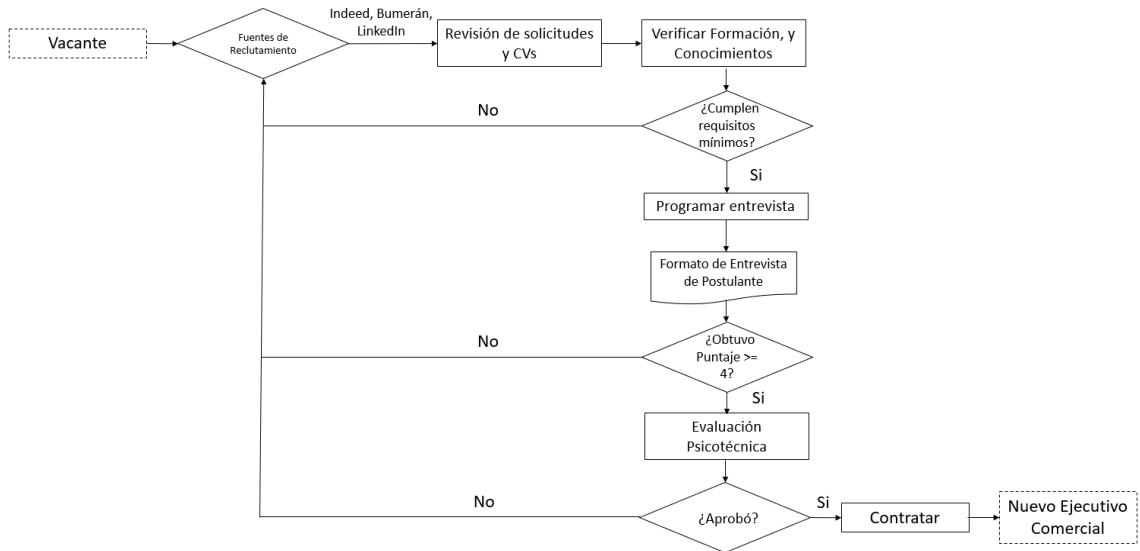 Vacante
Fuentes de
Reclutamiento
Indeed, Bumerán,
LinkedIn
Revisión de solicitudes
y CVs
Verificar Formación, y
Conocimientos
¿Cumplen
requisitos
mínimos?
No
Si
Programar entrevista
Formato de Entrevista
de Postulante
¿Obtuvo
Puntaje >=
4?
No
Si
Evaluación
Psicotécnica
¿Aprobó?
No
Si
Contratar
Nuevo Ejecutivo
Comercial